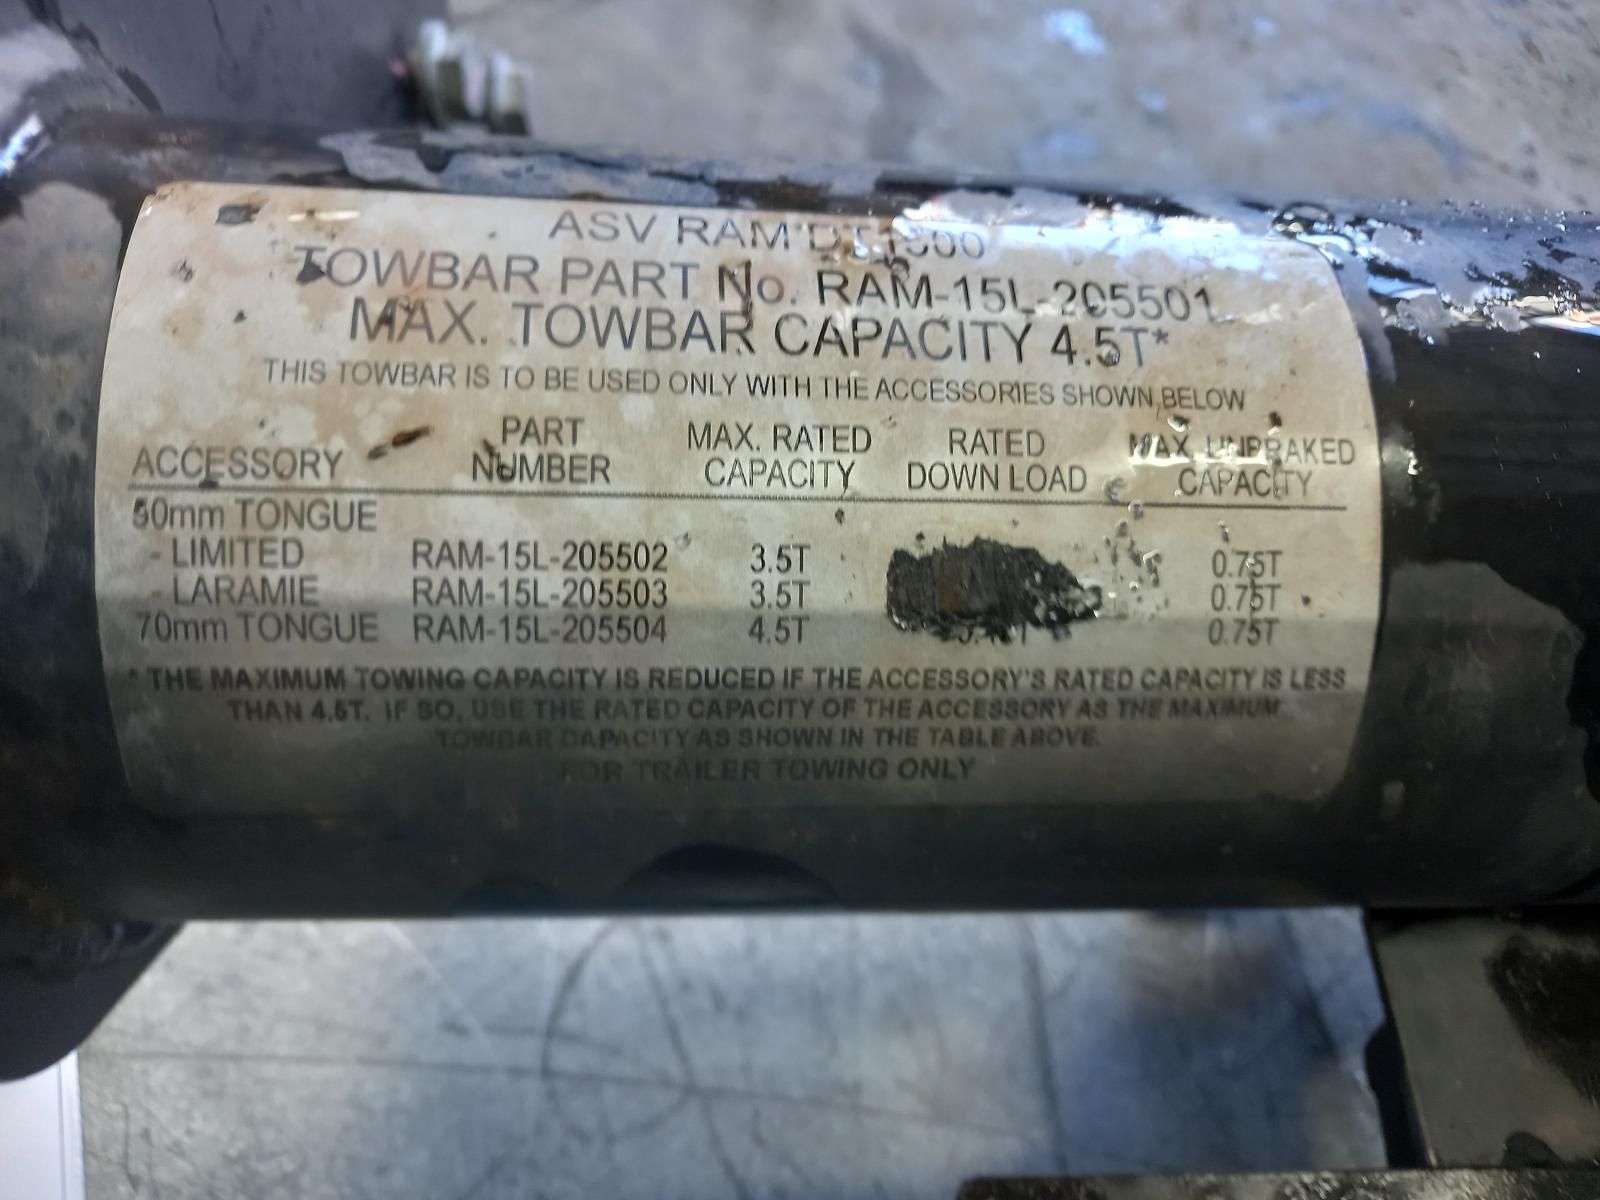 ASV RAM DT 1500
TOWBAR PART No. RAM-15L-205501
MAX. TOWBAR CAPACITY 4.5T*
THIS TOWBAR IS TO BE USED ONLY WITH THE ACCESSORIES SHOWN BELOW
ACCESSORY PART NUMBER MAX. RATED CAPACITY RATED DOWN LOAD MAX. UNBRAKED CAPACITY
50mm TONGUE
- LIMITED RAM-15L-205502 3.5T 0.75T
- LARAMIE RAM-15L-205503 3.5T 0.75T
70mm TONGUE RAM-15L-205504 4.5T 0.75T
* THE MAXIMUM TOWING CAPACITY IS REDUCED IF THE ACCESSORY'S RATED CAPACITY IS LESS
THAN 4.5T. IF SO, USE THE RATED CAPACITY OF THE ACCESSORY AS THE MAXIMUM
TOWBAR CAPACITY AS SHOWN IN THE TABLE ABOVE.
FOR TRAILER TOWING ONLY